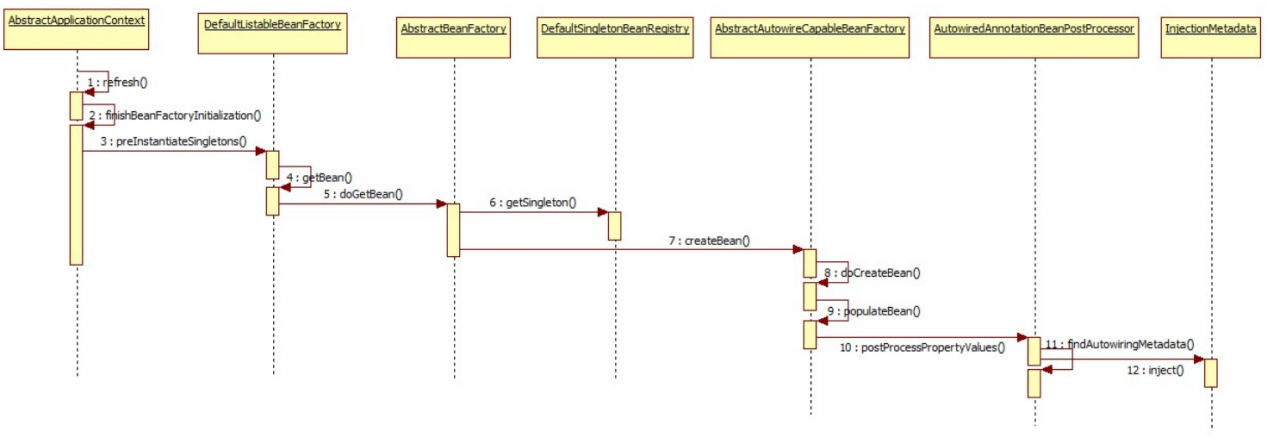 AbstractApplicationContext
DefaultListableBeanFactory
AbstractBeanFactory
DefaultSingletonBeanRegistry
AbstractAutowireCapableBeanFactory
AutowiredAnnotationBeanPostProcessor
InjectionMetadata
1 : refresh()
2 : finishBeanFactoryInitialization()
3 : preInstantiateSingletons()
4 : getBean()
5 : doGetBean()
6 : getSingleton()
7 : createBean()
8 : doCreateBean()
9 : populateBean()
10 : postProcessPropertyValues()
11 : findAutowiringMetadata()
12 : inject()